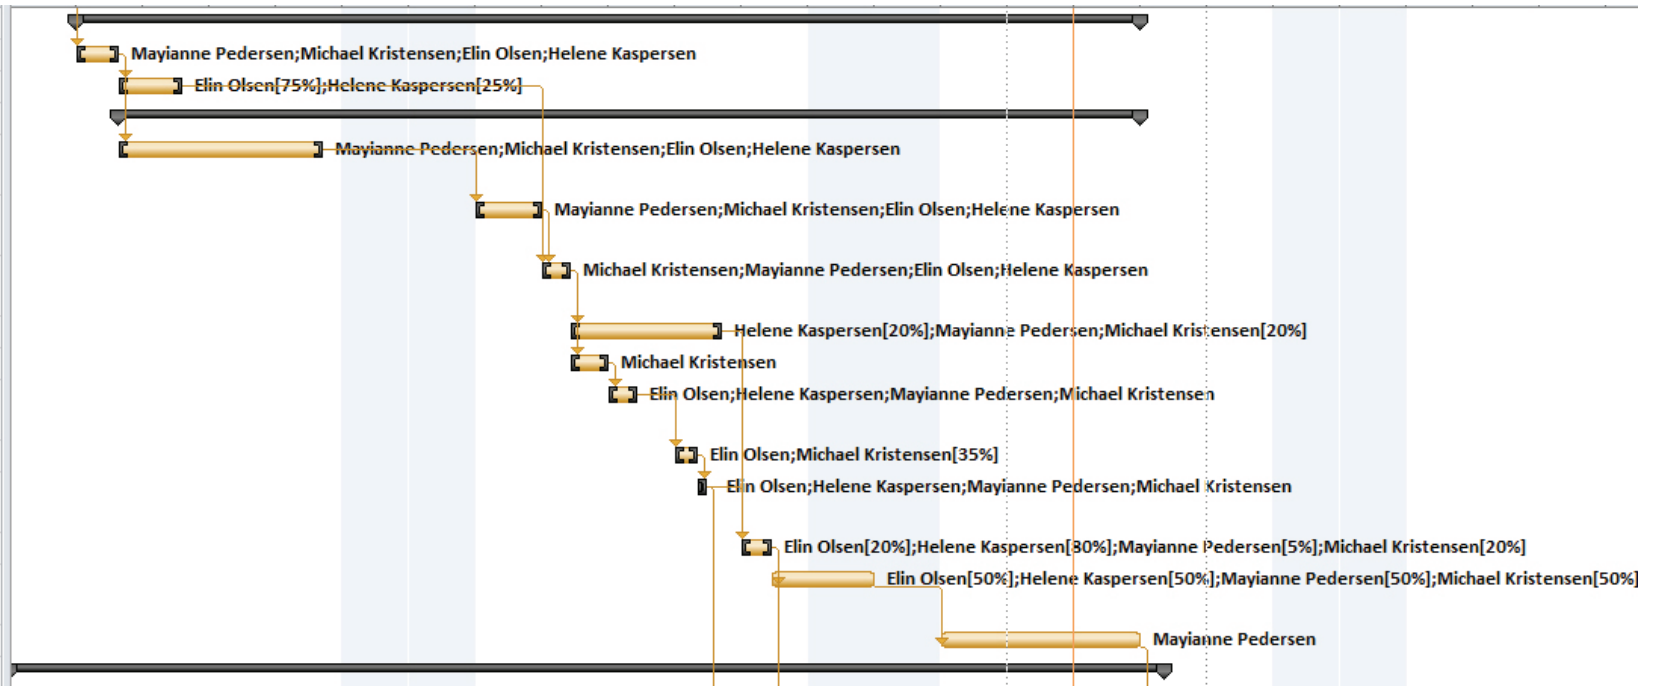 Mayianne Pedersen;Michael Kristensen;Elin Olsen;Helene Kaspersen
Elin Olsen[75%];Helene Kaspersen[25%]
Mayianne Pedersen;Michael Kristensen;Elin Olsen;Helene Kaspersen
Mayianne Pedersen;Michael Kristensen;Elin Olsen;Helene Kaspersen
Michael Kristensen;Mayianne Pedersen;Elin Olsen;Helene Kaspersen
Helene Kaspersen[20%];Mayianne Pedersen;Michael Kristensen[20%]
Michael Kristensen
Elin Olsen;Helene Kaspersen;Mayianne Pedersen;Michael Kristensen
Elin Olsen;Michael Kristensen[35%]
Elin Olsen;Helene Kaspersen;Mayianne Pedersen;Michael Kristensen
Elin Olsen[20%];Helene Kaspersen[80%];Mayianne Pedersen[5%];Michael Kristensen[20%]
Elin Olsen[50%];Helene Kaspersen[50%];Mayianne Pedersen[50%];Michael Kristensen[50%]
Mayianne Pedersen